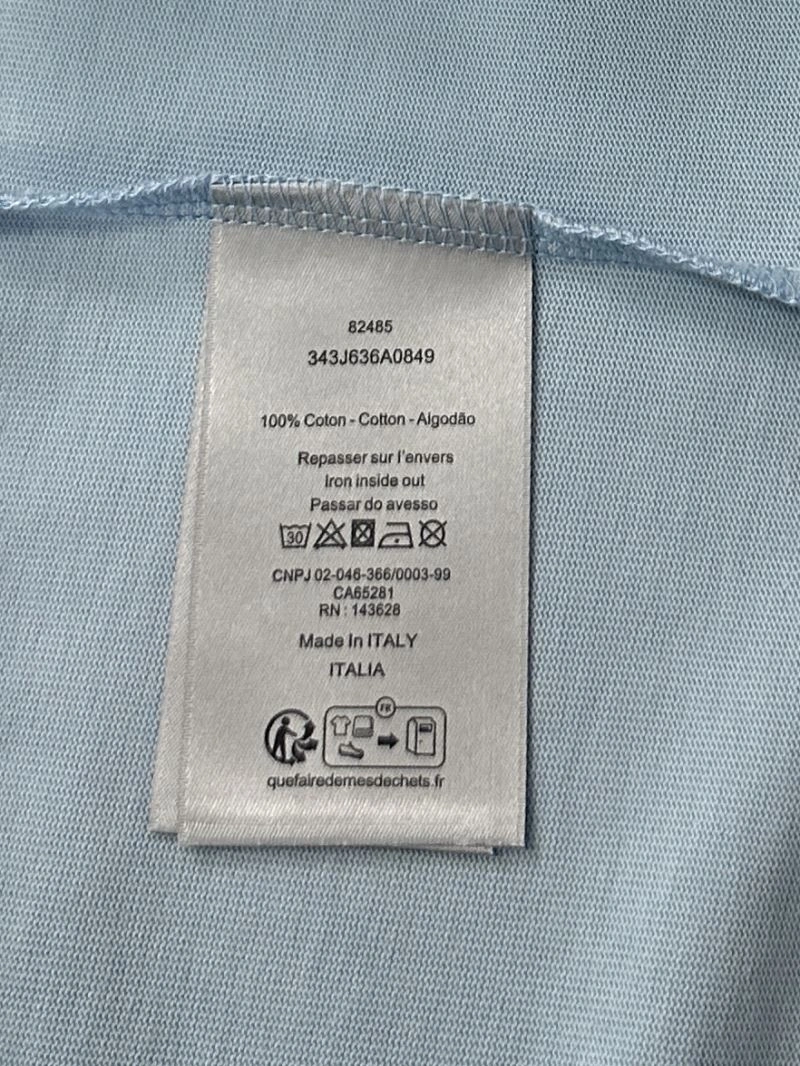 82485
343J636A0849
100% Coton - Cotton - Algodão
Repasser sur l'envers
Iron inside out
Passar do avesso
30
CNPJ 02-046-366/0003-99
CA65281
RN : 143628
Made In ITALY
ITALIA
FR
quefairedemesdechets.fr